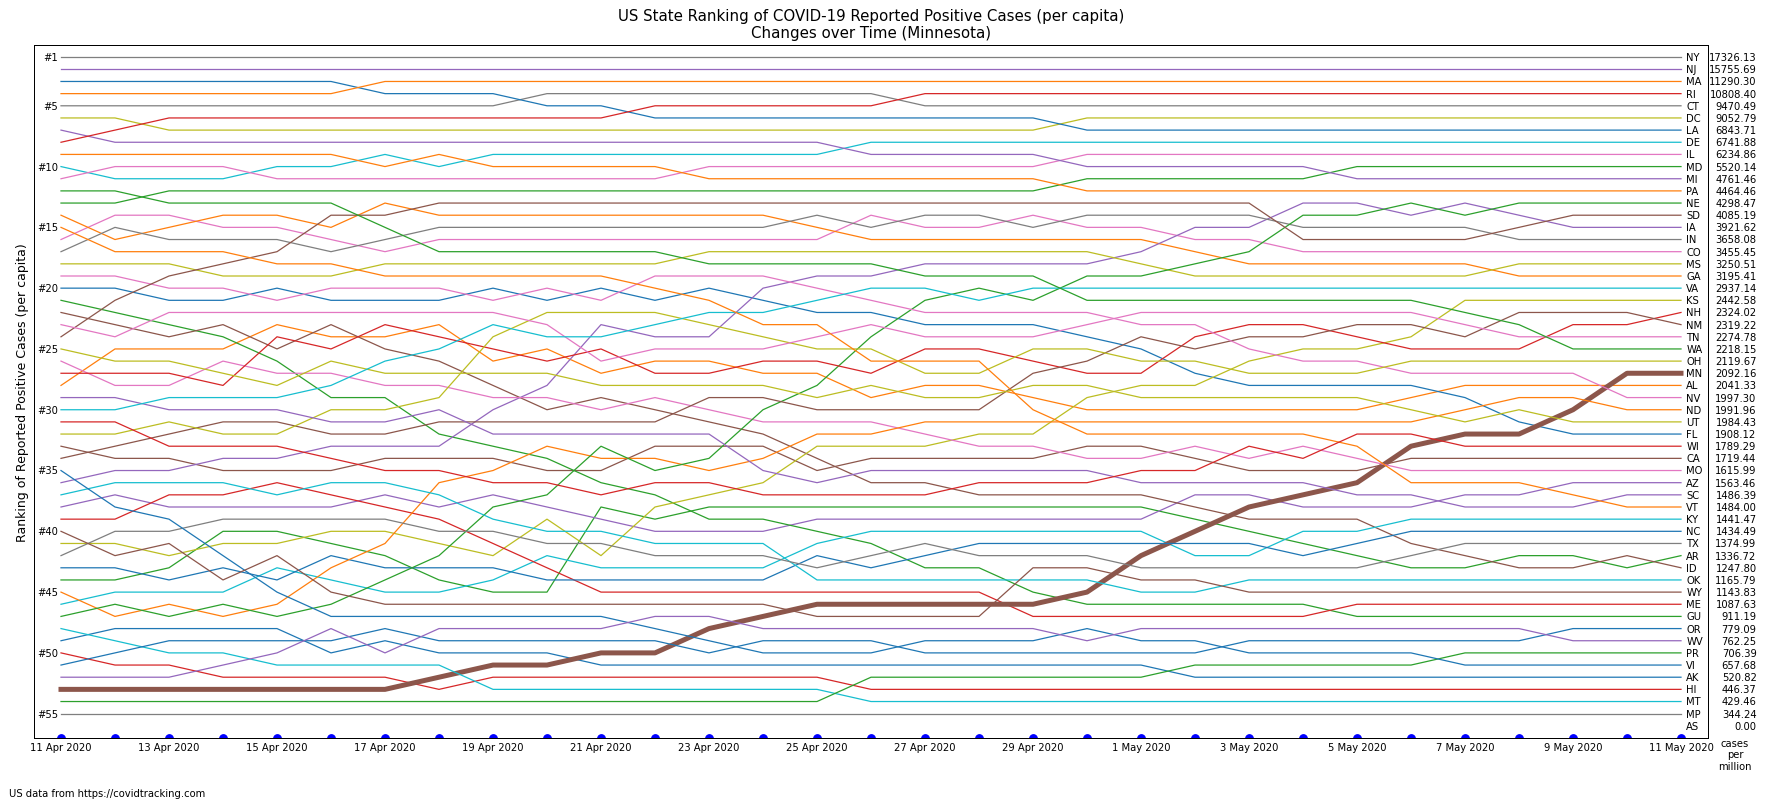 US State Ranking of COVID-19 Reported Positive Cases (per capita)
Changes over Time (Minnesota)
Ranking of Reported Positive Cases (per capita)
#1
#5
#10
#15
#20
#25
#30
#35
#40
#45
#50
#55
NY 17326.13
NJ 15755.69
MA 11290.30
RI 10808.40
CT 9470.49
DC 9052.79
LA 6843.71
DE 6741.88
IL 6234.86
MD 5520.14
MI 4761.46
PA 4464.46
NE 4298.47
SD 4085.19
IA 3921.62
IN 3658.08
CO 3455.45
MS 3250.51
GA 3195.41
VA 2937.14
KS 2442.58
NH 2324.02
NM 2319.22
TN 2274.78
WA 2218.15
OH 2119.67
MN 2092.16
AL 2041.33
NV 1997.30
ND 1991.96
UT 1984.43
FL 1908.12
WI 1789.29
CA 1719.44
MO 1615.99
AZ 1563.46
SC 1486.39
VT 1484.00
KY 1441.47
NC 1434.49
TX 1374.99
AR 1336.72
ID 1247.80
OK 1165.79
WY 1143.83
ME 1087.63
GU 911.19
OR 779.09
WV 762.25
PR 706.39
VI 657.68
AK 520.82
HI 446.37
MT 429.46
MP 344.24
AS 0.00
11 Apr 2020 13 Apr 2020 15 Apr 2020 17 Apr 2020 19 Apr 2020 21 Apr 2020 23 Apr 2020 25 Apr 2020 27 Apr 2020 29 Apr 2020 1 May 2020 3 May 2020 5 May 2020 7 May 2020 9 May 2020 11 May 2020
cases
per
million
US data from https://covidtracking.com